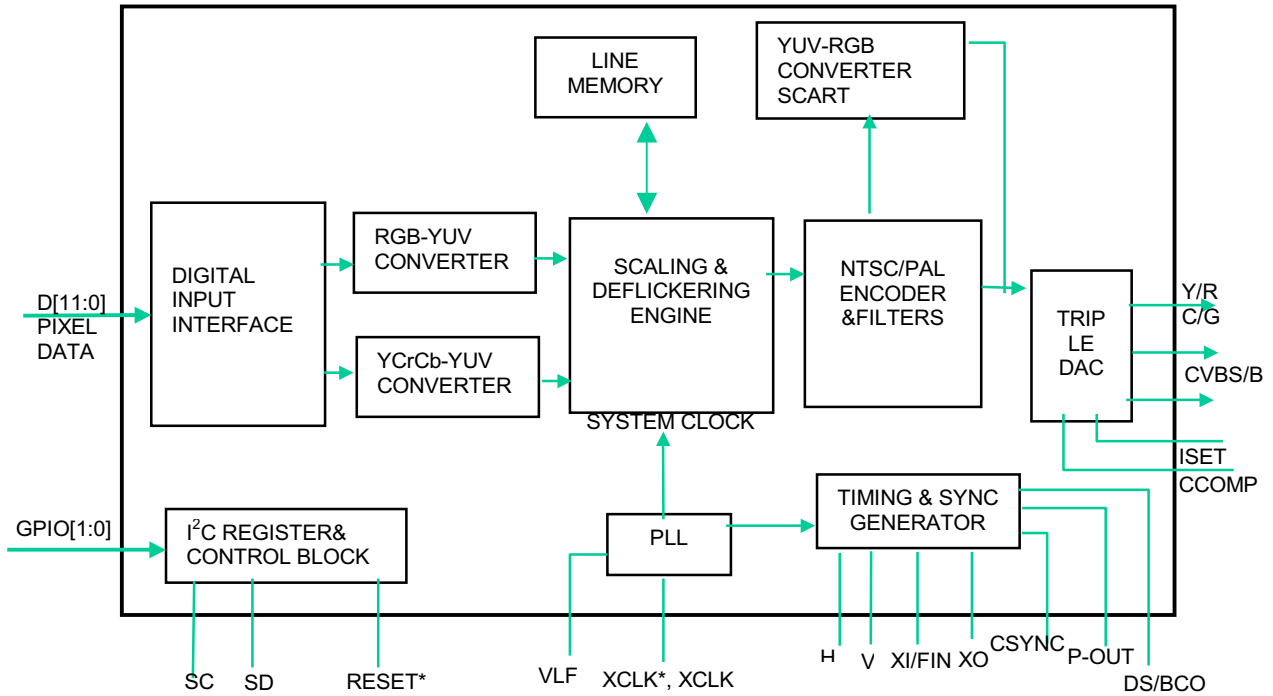 LINE
MEMORY
YUV-RGB
CONVERTER
SCART
D[11:0]
PIXEL
DATA
DIGITAL
INPUT
INTERFACE
RGB-YUV
CONVERTER
YCrCb-YUV
CONVERTER
SCALING &
DEFLICKERING
ENGINE
SYSTEM CLOCK
NTSC/PAL
ENCODER
&FILTERS
TRIP
LE
DAC
Y/R
C/G
CVBS/B
ISET
CCOMP
GPIO[1:0]
I²C REGISTER&
CONTROL BLOCK
PLL
TIMING & SYNC
GENERATOR
SC
SD
RESET*
VLF
XCLK*, XCLK
H
V
XI/FIN
XO
CSYNC
P-OUT
DS/BCO